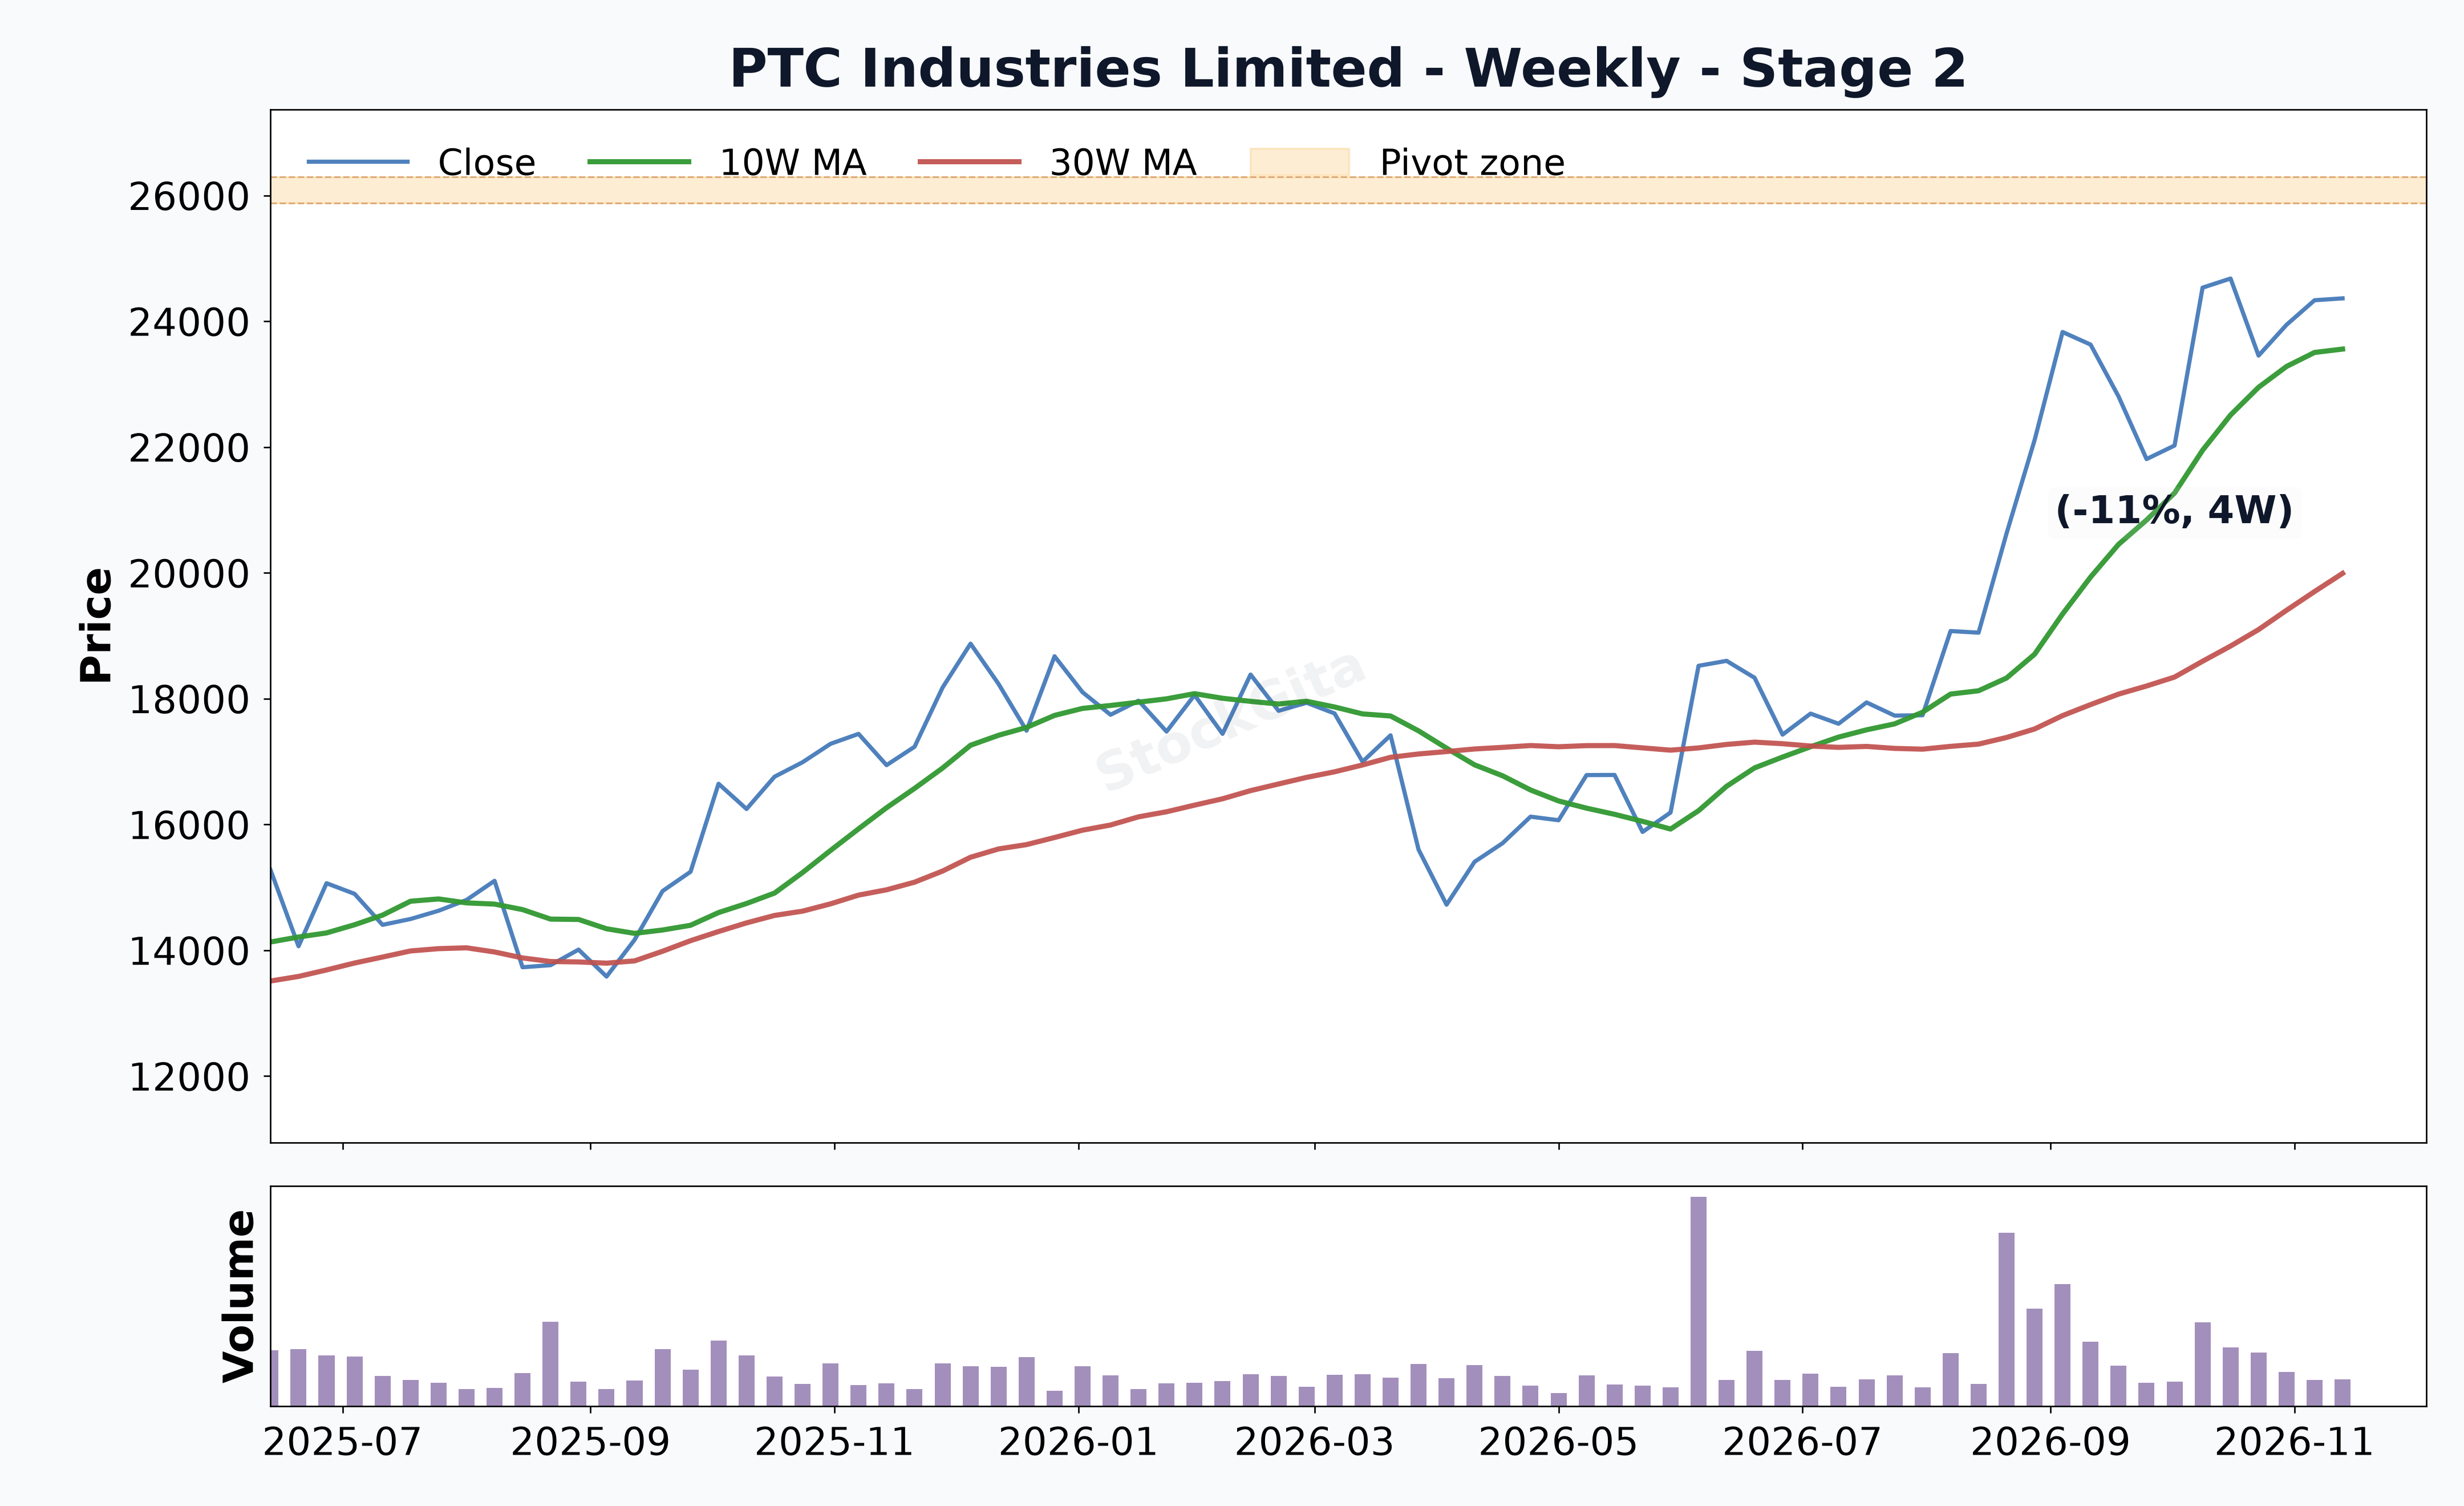 PTC Industries Limited - Weekly - Stage 2
Close 10W MA 30W MA Pivot zone
26000
24000
22000
20000
18000
16000
14000
12000
Price
(-11%, 4W)
StockGita
Volume
2025-07 2025-09 2025-11 2026-01 2026-03 2026-05 2026-07 2026-09 2026-11